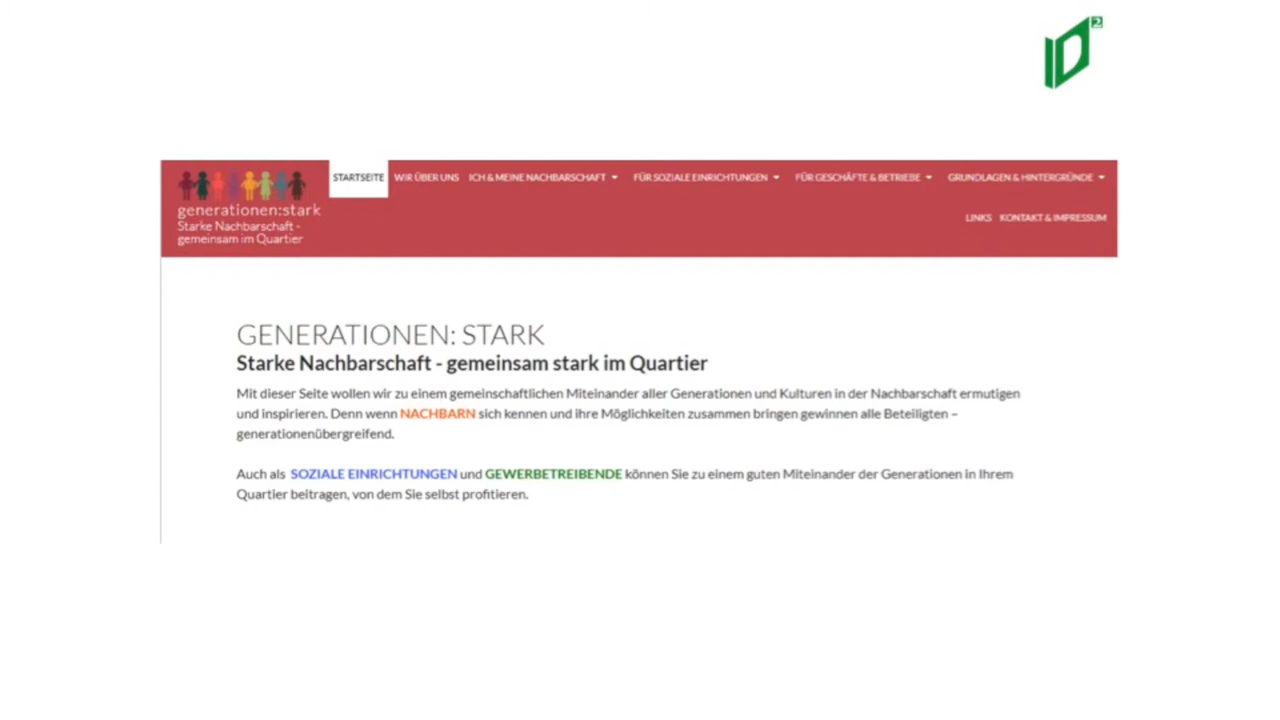 ID²
STARTSEITE WIR ÜBER UNS ICH & MEINE NACHBARSCHAFT FÜR SOZIALE EINRICHTUNGEN FÜR GESCHÄFTE & BETRIEBE GRUNDLAGEN & HINTERGRÜNDE
LINKS KONTAKT & IMPRESSUM
generationen:stark
Starke Nachbarschaft -
gemeinsam im Quartier
GENERATIONEN: STARK
Starke Nachbarschaft - gemeinsam stark im Quartier
Mit dieser Seite wollen wir zu einem gemeinschaftlichen Miteinander aller Generationen und Kulturen in der Nachbarschaft ermutigen
und inspirieren. Denn wenn NACHBARN sich kennen und ihre Möglichkeiten zusammen bringen gewinnen alle Beteiligten –
generationenübergreifend.
Auch als SOZIALE EINRICHTUNGEN und GEWERBETREIBENDE können Sie zu einem guten Miteinander der Generationen in Ihrem
Quartier beitragen, von dem Sie selbst profitieren.